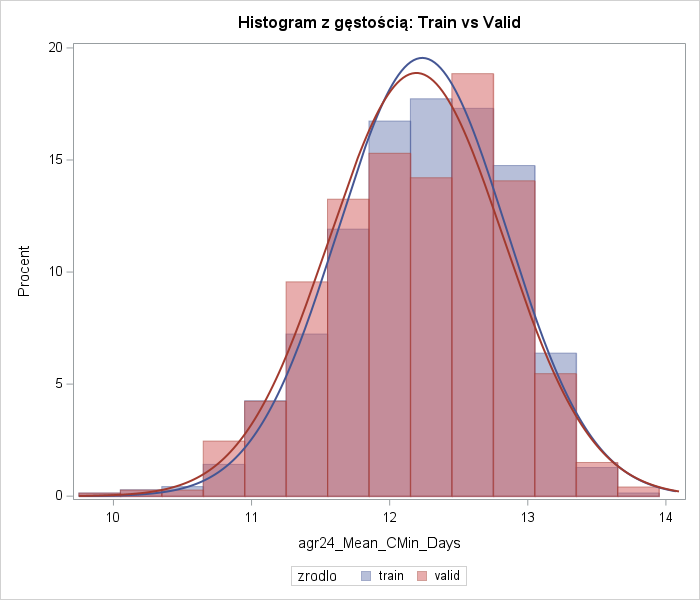 Histogram z gęstością: Train vs Valid
20
15
10
5
0
Procent
10 11 12 13 14
agr24_Mean_CMin_Days
zrodlo train valid